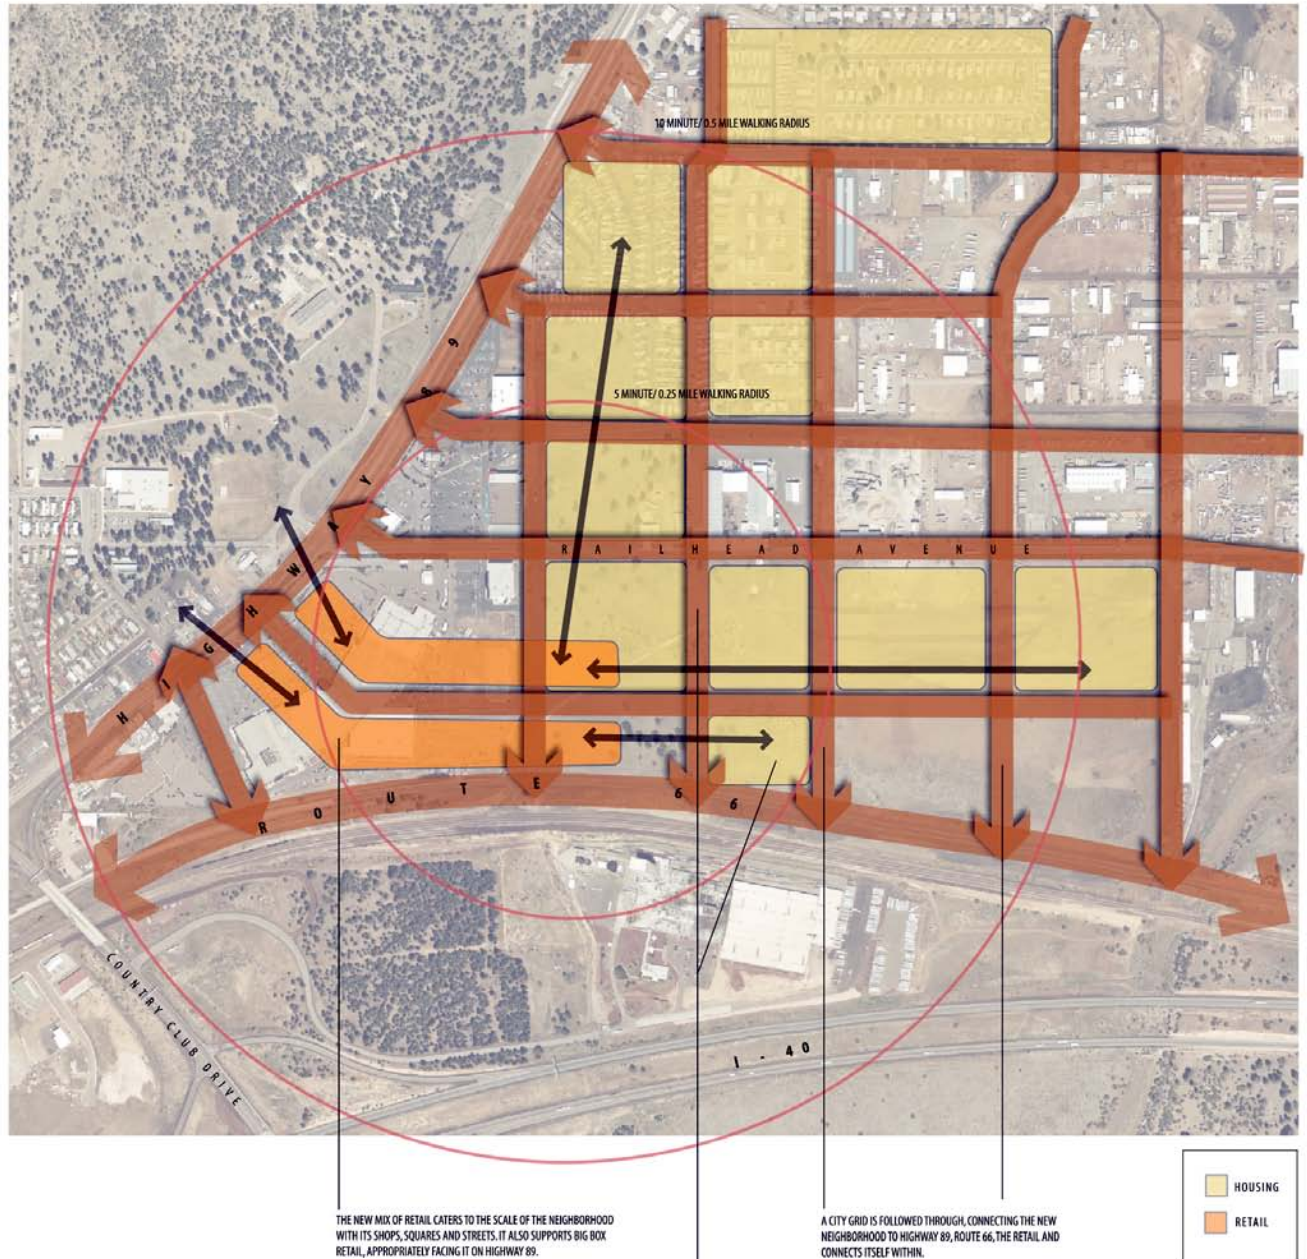 10 MINUTE/ 0.5 MILE WALKING RADIUS
5 MINUTE/ 0.25 MILE WALKING RADIUS
HIGHWAY 89
RAILHEAD AVENUE
ROUTE 66
COUNTRY CLUB DRIVE
I-40
THE NEW MIX OF RETAIL CATERS TO THE SCALE OF THE NEIGHBORHOOD
WITH ITS SHOPS, SQUARES AND STREETS. IT ALSO SUPPORTS BIG BOX
RETAIL, APPROPRIATELY FACING IT ON HIGHWAY 89.
A CITY GRID IS FOLLOWED THROUGH, CONNECTING THE NEW
NEIGHBORHOOD TO HIGHWAY 89, ROUTE 66, THE RETAIL AND
CONNECTS ITSELF WITHIN.
HOUSING
RETAIL